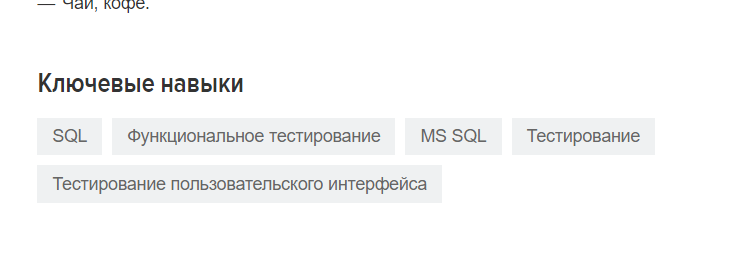 — Чай, кофе.
Ключевые навыки
SQL Функциональное тестирование MS SQL Тестирование
Тестирование пользовательского интерфейса